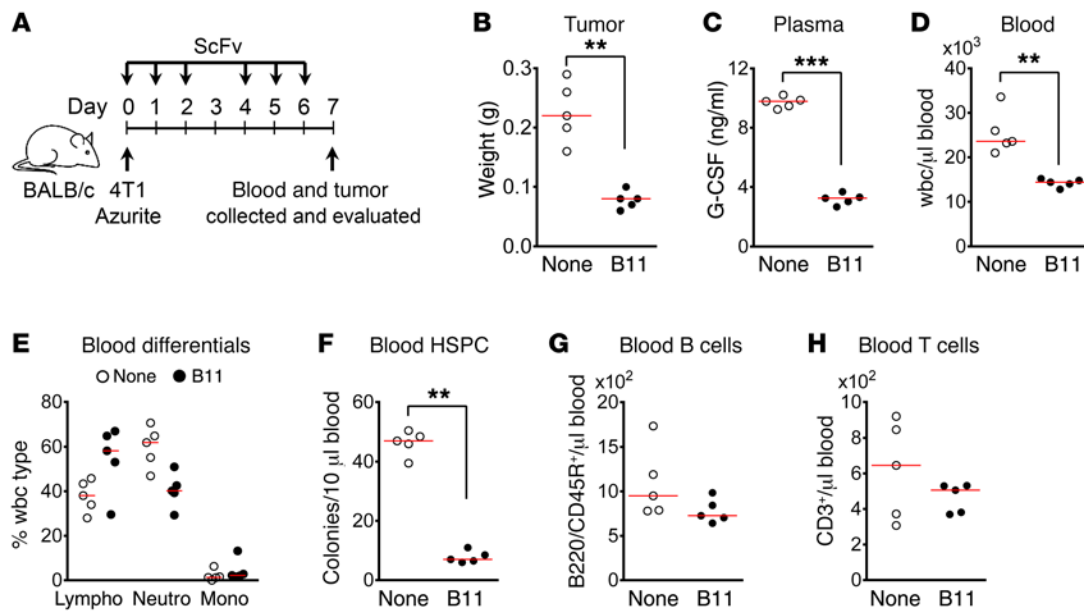 A
ScFv
Day 0 1 2 3 4 5 6 7
BALB/c 4T1
Azurite
Blood and tumor
collected and evaluated
B Tumor
**
Weight (g)
0.3
0.2
0.1
0.0
None B11
C Plasma
***
G-CSF (ng/ml)
12
8
4
0
None B11
D Blood
x10³
**
wbc/μl blood
40
30
20
10
0
None B11
E Blood differentials
None B11
% wbc type
80
60
40
20
0
Lympho Neutro Mono
F Blood HSPC
**
Colonies/10 μl blood
60
40
20
0
None B11
G Blood B cells
x10²
B220/CD45R⁺/μl blood
20
15
10
5
0
None B11
H Blood T cells
x10²
CD3⁺/μl blood
10
8
6
4
2
0
None B11